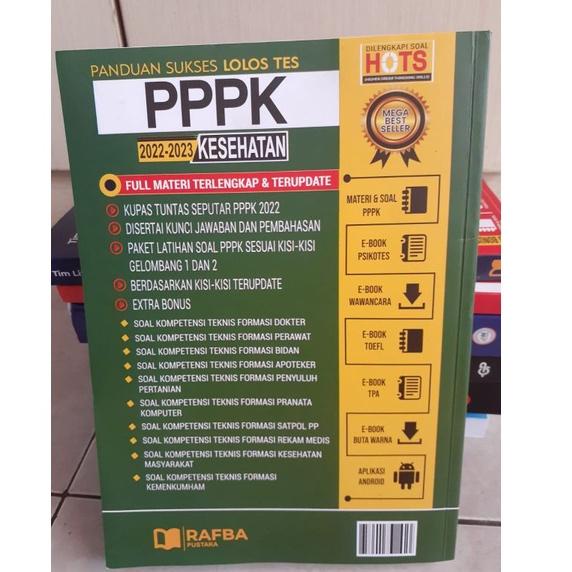 PANDUAN SUKSES LOLOS TES
PPPK
2022-2023 KESEHATAN
FULL MATERI TERLENGKAP & TERUPDATE
KUPAS TUNTAS SEPUTAR PPPK 2022
DISERTAI KUNCI JAWABAN DAN PEMBAHASAN
PAKET LATIHAN SOAL PPPK SESUAI KISI-KISI
GELOMBANG 1 DAN 2
BERDASARKAN KISI-KISI TERUPDATE
EXTRA BONUS
SOAL KOMPETENSI TEKNIS FORMASI DOKTER
SOAL KOMPETENSI TEKNIS FORMASI PERAWAT
SOAL KOMPETENSI TEKNIS FORMASI BIDAN
SOAL KOMPETENSI TEKNIS FORMASI APOTEKER
SOAL KOMPETENSI TEKNIS FORMASI PENYULUH
PERTANIAN
SOAL KOMPETENSI TEKNIS FORMASI PRANATA
KOMPUTER
SOAL KOMPETENSI TEKNIS FORMASI SATPOL PP
SOAL KOMPETENSI TEKNIS FORMASI REKAM MEDIS
SOAL KOMPETENSI TEKNIS FORMASI KESEHATAN
MASYARAKAT
SOAL KOMPETENSI TEKNIS FORMASI
KEMENKUMHAM
RAFBA
PUSTAKA
DILENGKAPI SOAL
HOTS
(HIGHER ORDER THINGKING SKILLS)
MEGA
BEST
SELLER
MATERI & SOAL
PPPK
E-BOOK
PSIKOTES
E-BOOK
WAWANCARA
E-BOOK
TOEFL
E-BOOK
TPA
E-BOOK
BUTA WARNA
APLIKASI
ANDROID
Tim Li